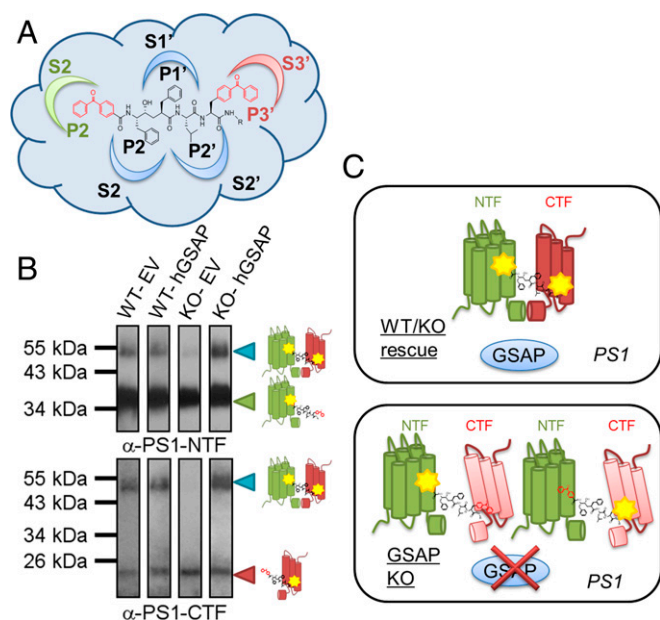 A
S1'
P1'
S2
P2
S3'
P3'
P2
P2'
S2
S2'
OH
O
O
O
O
O
O
N
H
H
N
N
H
NH
R
B
WT- EV
WT- hGSAP
KO- EV
KO- hGSAP
55 kDa
43 kDa
34 kDa
α-PS1-NTF
55 kDa
43 kDa
34 kDa
26 kDa
α-PS1-CTF
C
NTF CTF
WT/KO
rescue
GSAP
PS1
NTF CTF NTF CTF
GSAP
KO
GSAP
PS1